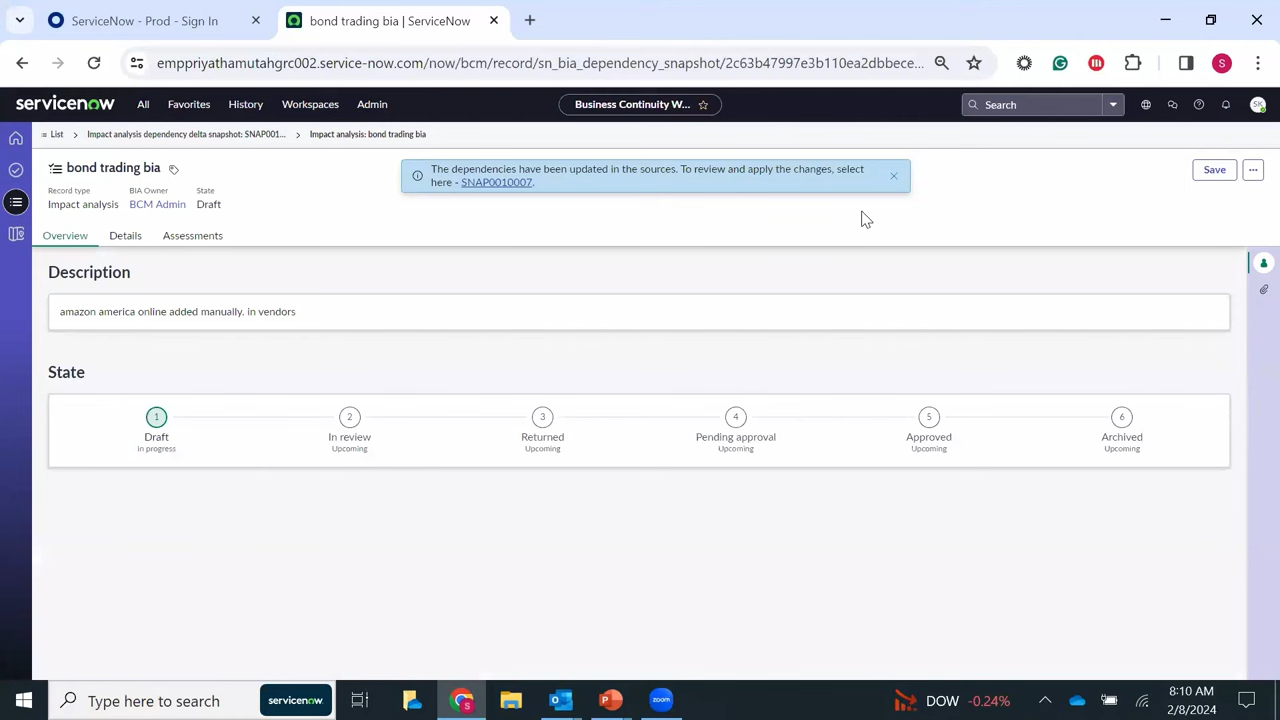 ServiceNow - Prod - Sign In
bond trading bia | ServiceNow
emppriyathamutahgrc002.service-now.com/now/bcm/record/sn_bia_dependency_snapshot/2c63b47997e3b110ea2dbbece...
S
servicenow
All
Favorites
History
Workspaces
Admin
Business Continuity W...
Search
SK
List
Impact analysis dependency delta snapshot: SNAP001...
Impact analysis: bond trading bia
bond trading bia
The dependencies have been updated in the sources. To review and apply the changes, select
here - SNAP0010007.
Save
Record type
BIA Owner
State
Impact analysis
BCM Admin
Draft
Overview
Details
Assessments
Description
amazon america online added manually. in vendors
State
1
2
3
4
5
6
Draft
In review
Returned
Pending approval
Approved
Archived
In progress
Upcoming
Upcoming
Upcoming
Upcoming
Upcoming
Type here to search
servicenow.
zoom
DOW -0.24%
8:10 AM
2/8/2024